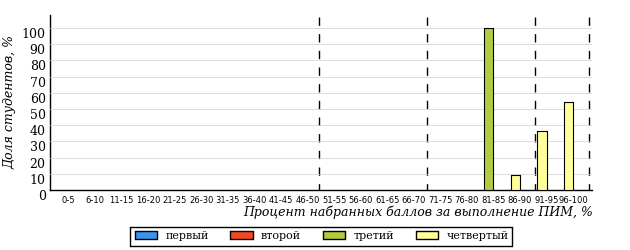 Доля студентов, %
100
90
80
70
60
50
40
30
20
10
0
0-5 6-10 11-15 16-20 21-25 26-30 31-35 36-40 41-45 46-50 51-55 56-60 61-65 66-70 71-75 76-80 81-85 86-90 91-95 96-100
Процент набранных баллов за выполнение ПИМ, %
первый второй третий четвертый